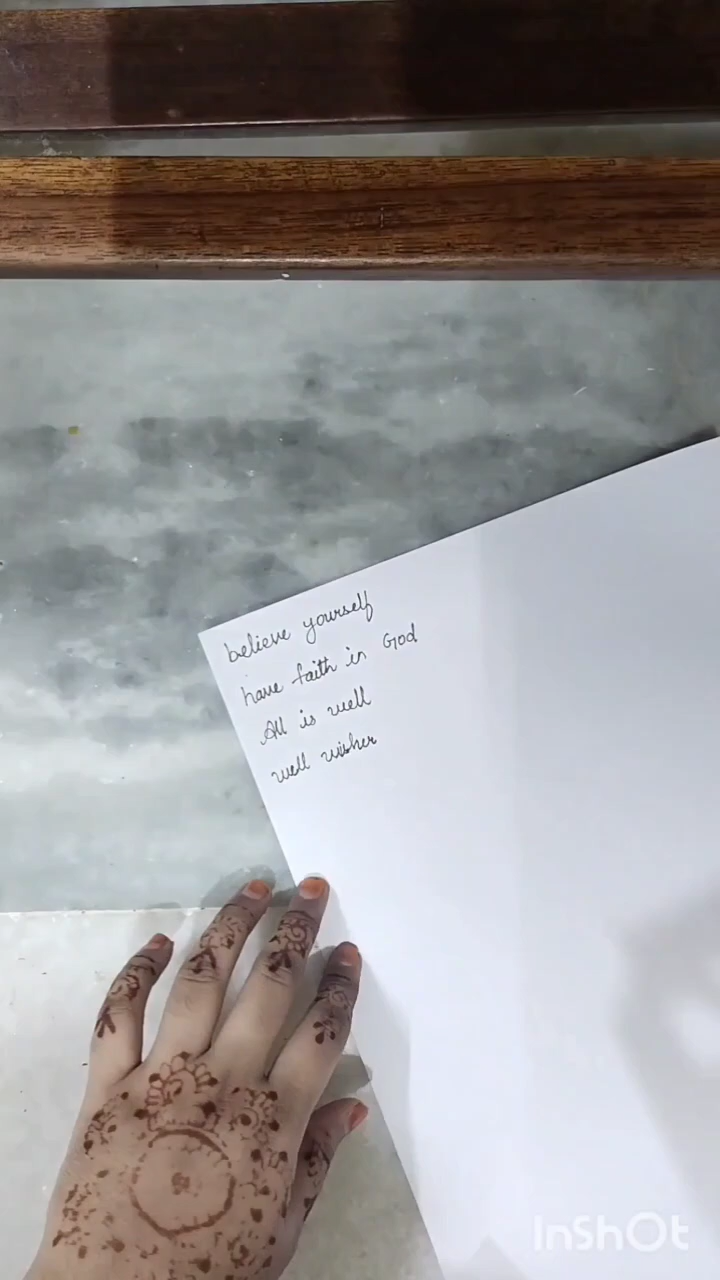 believe yourself
have faith in God
All is well
well wisher
InShOt